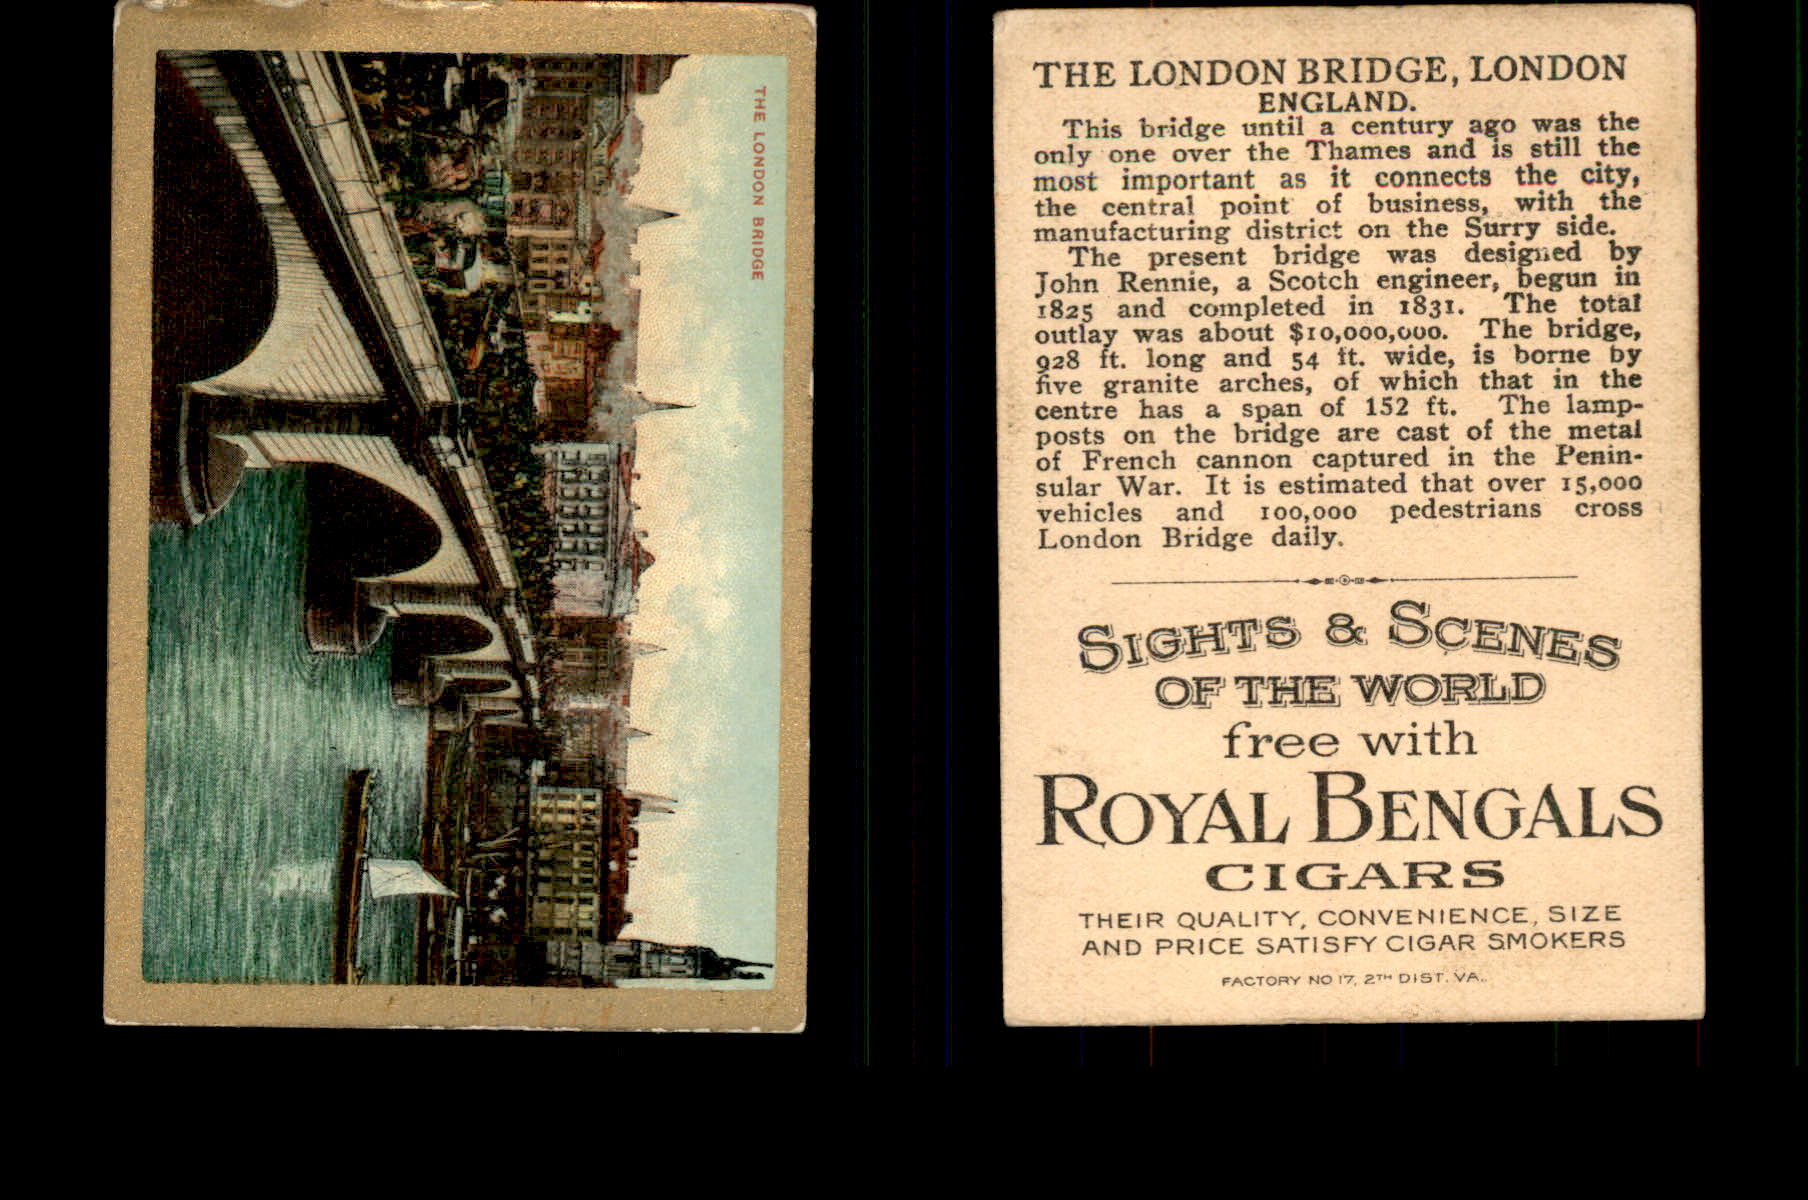 THE LONDON BRIDGE
THE LONDON BRIDGE, LONDON
ENGLAND.
This bridge until a century ago was the
only one over the Thames and is still the
most important as it connects the city,
the central point of business, with the
manufacturing district on the Surry side.
The present bridge was designed by
John Rennie, a Scotch engineer, begun in
1825 and completed in 1831. The total
outlay was about $10,000,000. The bridge,
928 ft. long and 54 ft. wide, is borne by
five granite arches, of which that in the
centre has a span of 152 ft. The lamp-
posts on the bridge are cast of the metal
of French cannon captured in the Penin-
sular War. It is estimated that over 15,000
vehicles and 100,000 pedestrians cross
London Bridge daily.
SIGHTS & SCENES
OF THE WORLD
free with
ROYAL BENGALS
CIGARS
THEIR QUALITY, CONVENIENCE, SIZE
AND PRICE SATISFY CIGAR SMOKERS
FACTORY NO 17, 2TH DIST. VA.